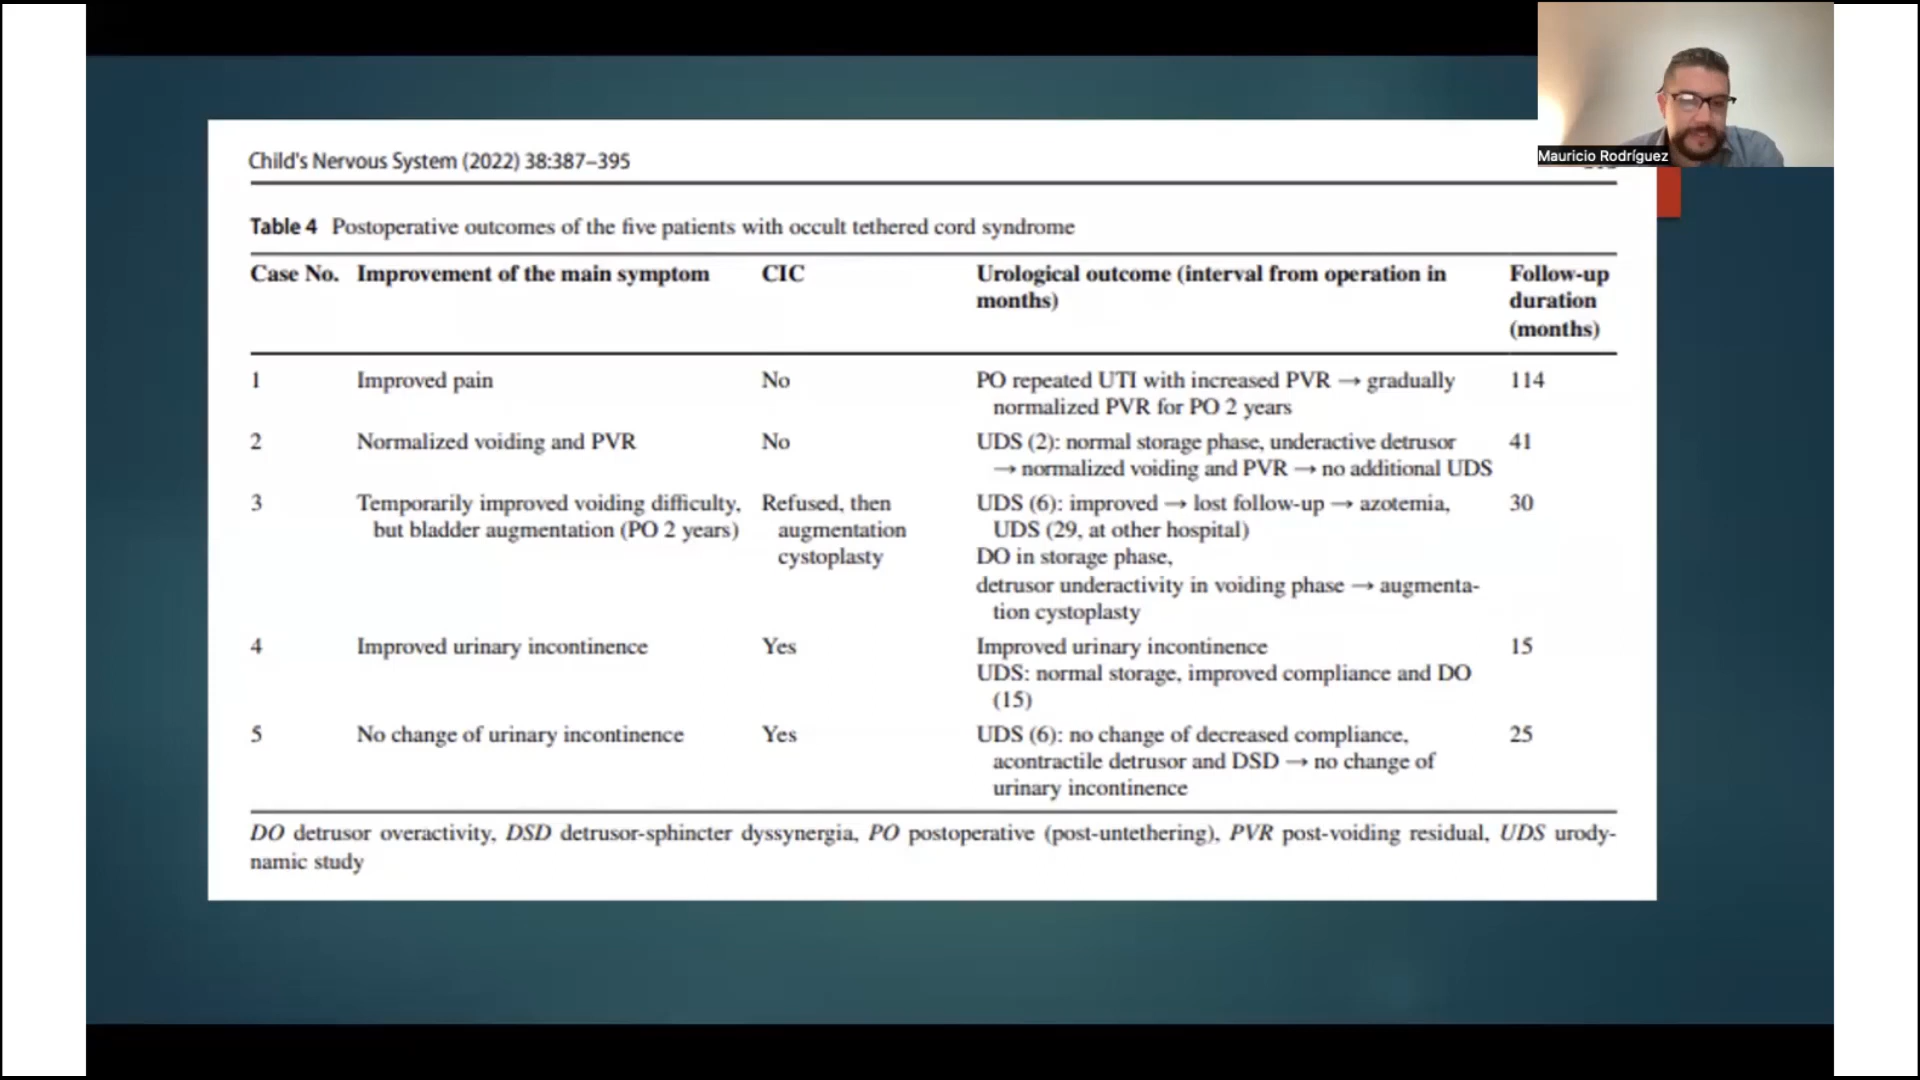 Mauricio Rodríguez
Child's Nervous System (2022) 38:387–395
Table 4 Postoperative outcomes of the five patients with occult tethered cord syndrome
Case No. Improvement of the main symptom CIC Urological outcome (interval from operation in months) Follow-up duration (months)
1 Improved pain No PO repeated UTI with increased PVR → gradually 114
normalized PVR for PO 2 years
2 Normalized voiding and PVR No UDS (2): normal storage phase, underactive detrusor 41
→ normalized voiding and PVR → no additional UDS
3 Temporarily improved voiding difficulty, Refused, then UDS (6): improved → lost follow-up → azotemia, 30
but bladder augmentation (PO 2 years) augmentation UDS (29, at other hospital)
cystoplasty DO in storage phase,
detrusor underactivity in voiding phase → augmenta-
tion cystoplasty
4 Improved urinary incontinence Yes Improved urinary incontinence 15
UDS: normal storage, improved compliance and DO
(15)
5 No change of urinary incontinence Yes UDS (6): no change of decreased compliance, 25
acontractile detrusor and DSD → no change of
urinary incontinence
DO detrusor overactivity, DSD detrusor-sphincter dyssynergia, PO postoperative (post-untethering), PVR post-voiding residual, UDS urody-
namic study